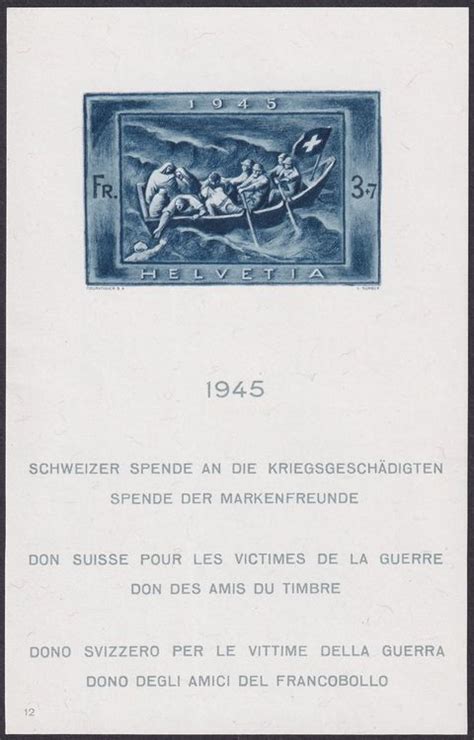 1945
FR. 3+7
HELVETIA
COURVOISIER S.A.
1945
SCHWEIZER SPENDE AN DIE KRIEGSGESCHÄDIGTEN
SPENDE DER MARKENFREUNDE
DON SUISSE POUR LES VICTIMES DE LA GUERRE
DON DES AMIS DU TIMBRE
DONO SVIZZERO PER LE VITTIME DELLA GUERRA
DONO DEGLI AMICI DEL FRANCOBOLLO
12